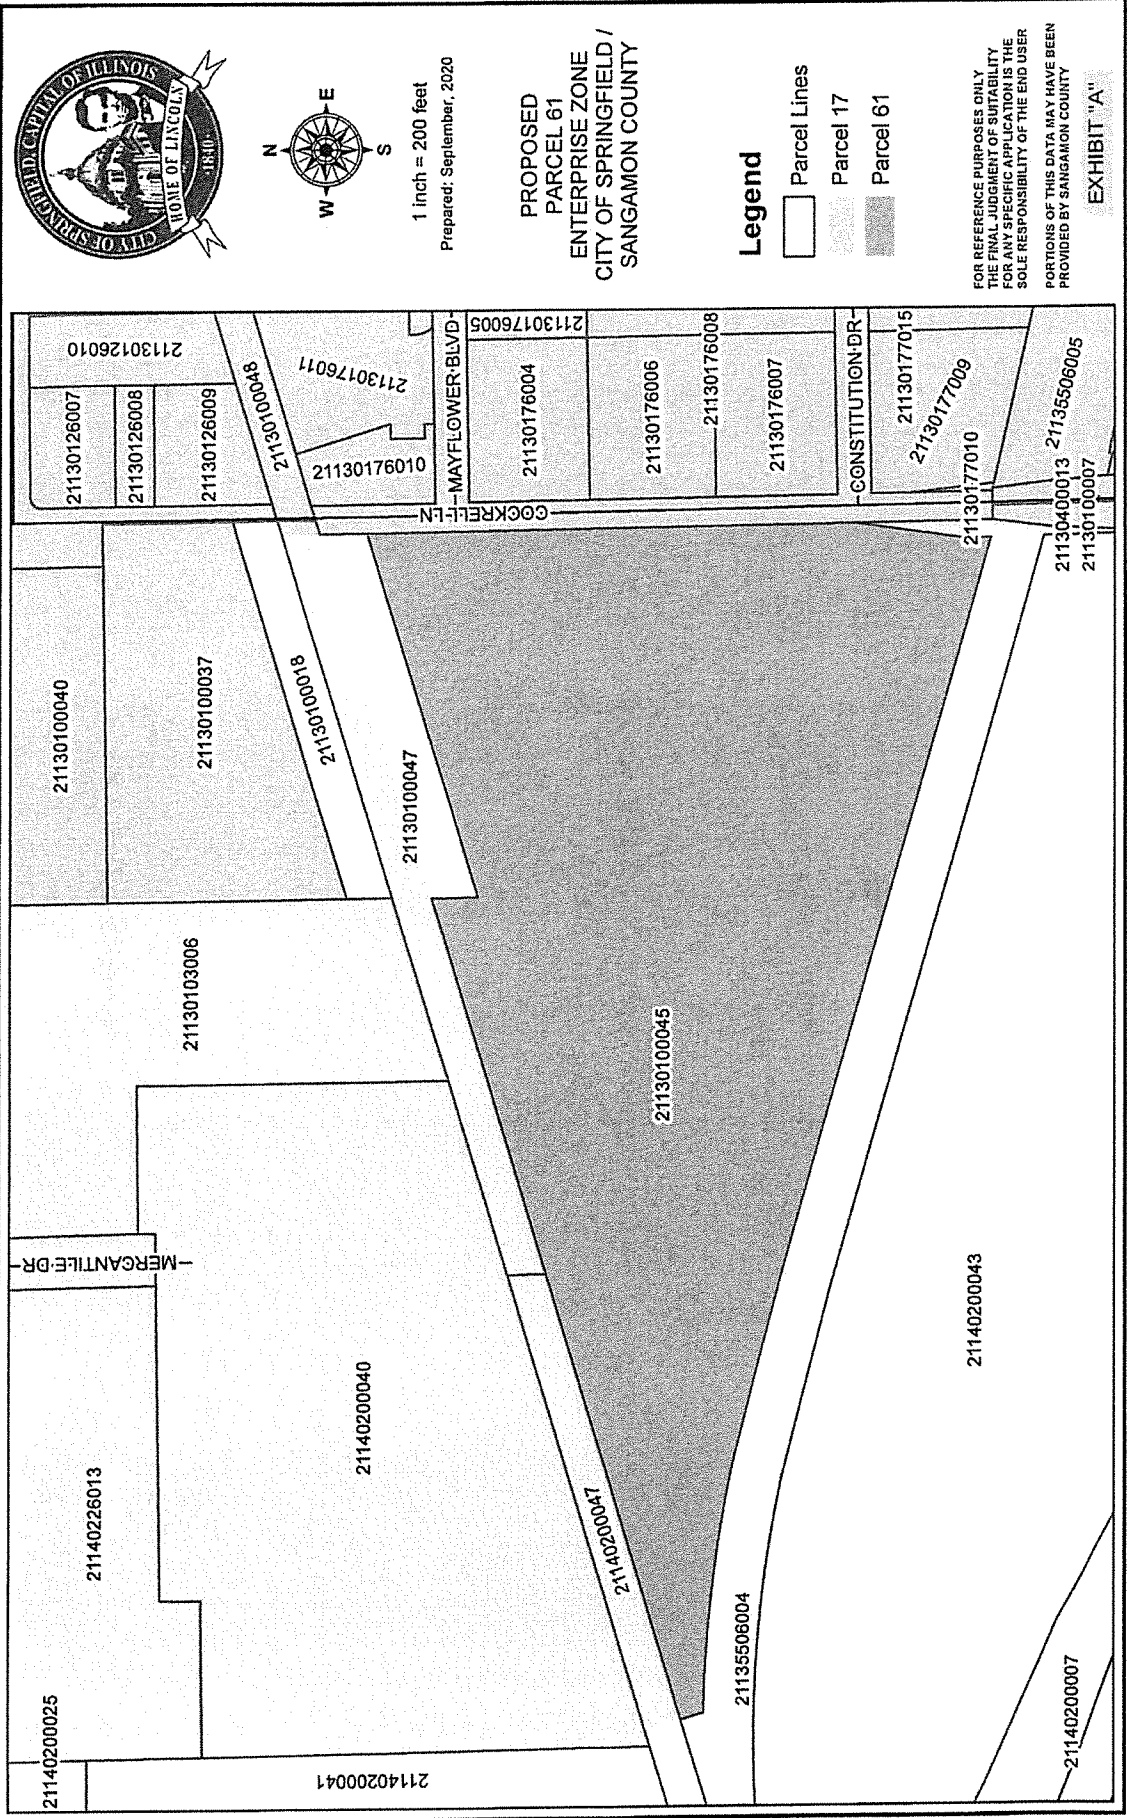 CITY OF SPRINGFIELD, CAPITAL OF ILLINOIS
HOME OF LINCOLN
1840
N
W
E
S
1 inch = 200 feet
Prepared: September, 2020
PROPOSED
PARCEL 61
ENTERPRISE ZONE
CITY OF SPRINGFIELD /
SANGAMON COUNTY
Legend
Parcel Lines
Parcel 17
Parcel 61
FOR REFERENCE PURPOSES ONLY
THE FINAL JUDGMENT OF SUITABILITY
FOR ANY SPECIFIC APPLICATION IS THE
SOLE RESPONSIBILITY OF THE END USER
PORTIONS OF THIS DATA MAY HAVE BEEN
PROVIDED BY SANGAMON COUNTY
EXHIBIT "A"
21140200025
21140226013
MERCANTILE DR
21130103006
21130100040
21130100037
21130126007
21130126008
21130126009
21130126010
21140200041
21140200040
21130100018
21130100048
21130100047
21130176011
21130176010
MAYFLOWER BLVD
COCKRELL LN
21130176005
21130176004
21130176006
21130176008
21130176007
CONSTITUTION DR
21130177015
21130177009
21130177010
21135506005
21130400013
21130100007
21140200047
21130100045
21135506004
21140200043
21140200007